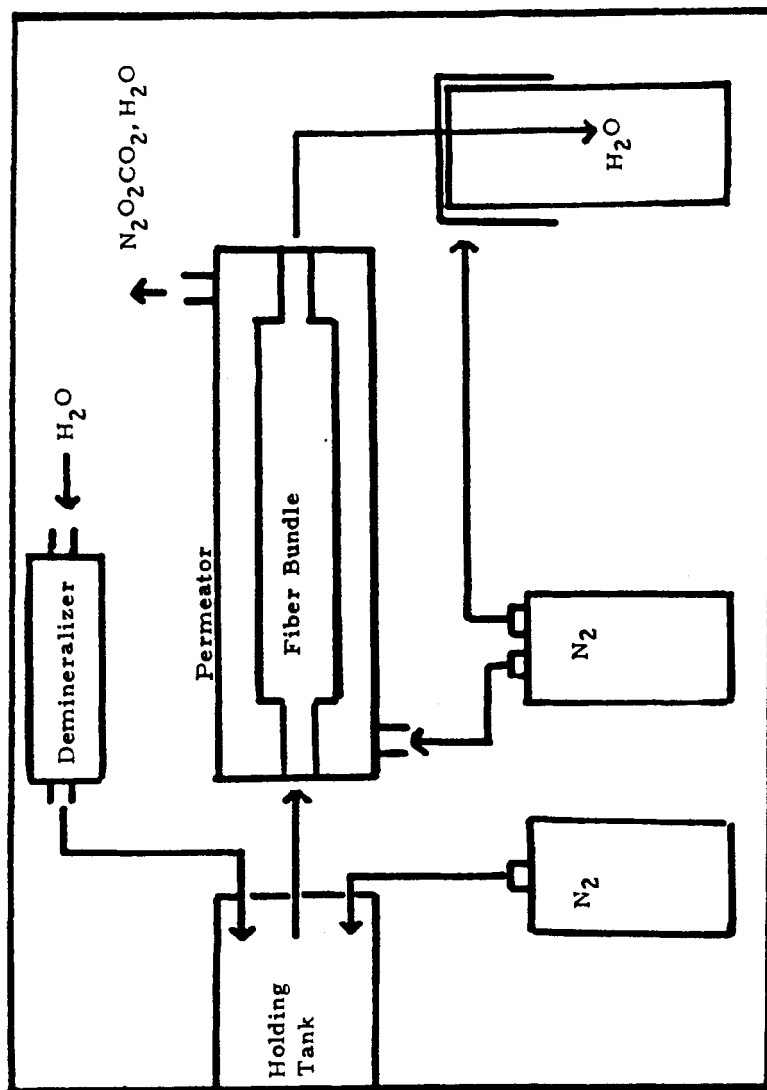 N₂O₂CO₂, H₂O
H₂O
Demineralizer
Permeator
Fiber Bundle
H₂O
N₂
N₂
Holding
Tank